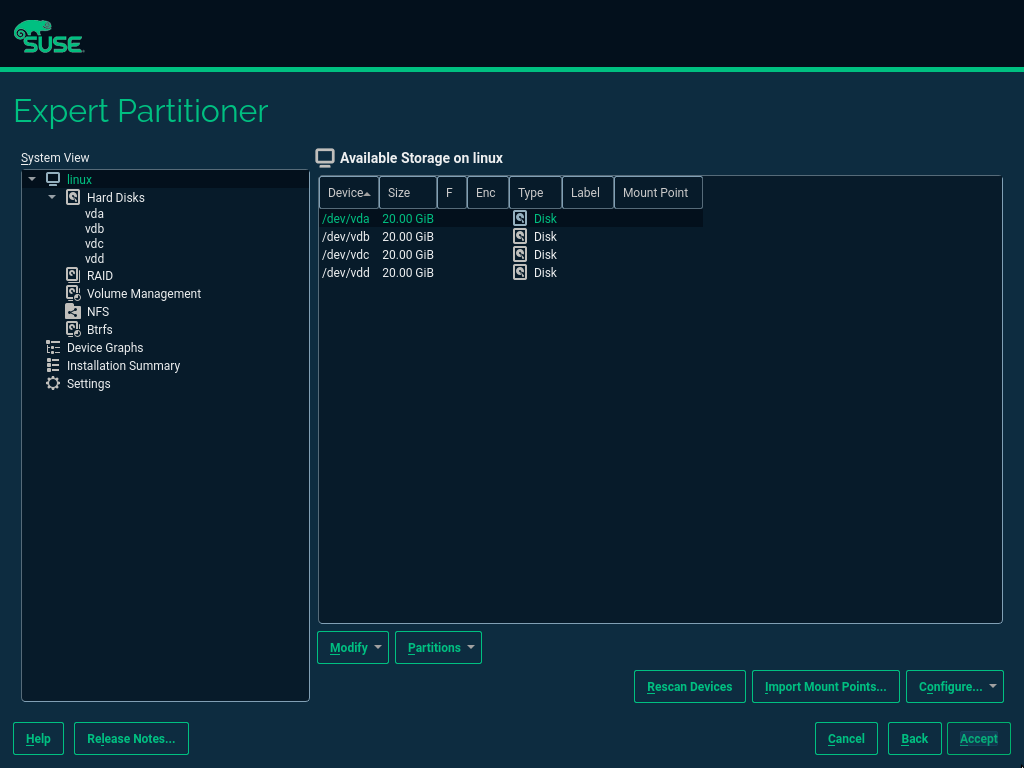 SUSE
Expert Partitioner
System View
linux
Hard Disks
vda
vdb
vdc
vdd
RAID
Volume Management
NFS
Btrfs
Device Graphs
Installation Summary
Settings
Available Storage on linux
Device Size F Enc Type Label Mount Point
/dev/vda 20.00 GiB Disk
/dev/vdb 20.00 GiB Disk
/dev/vdc 20.00 GiB Disk
/dev/vdd 20.00 GiB Disk
Modify Partitions
Rescan Devices Import Mount Points... Configure...
Help Release Notes... Cancel Back Accept